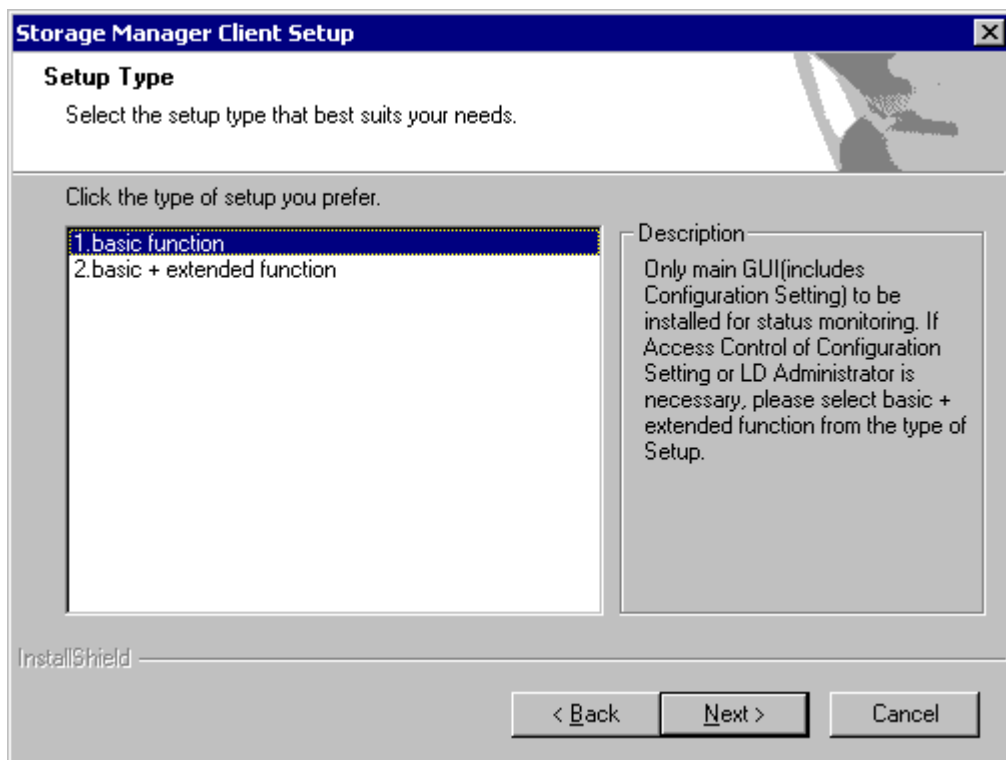 Storage Manager Client Setup
Setup Type
Select the setup type that best suits your needs.
Click the type of setup you prefer.
1.basic function
2.basic + extended function
Description
Only main GUI(includes
Configuration Setting) to be
installed for status monitoring. If
Access Control of Configuration
Setting or LD Administrator is
necessary, please select basic +
extended function from the type of
Setup.
InstallShield
< Back
Next >
Cancel